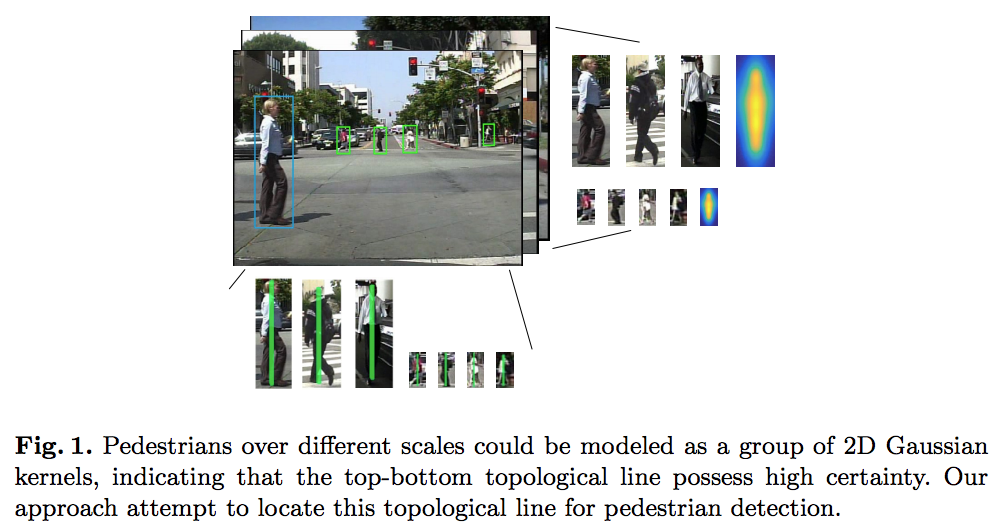 Fig. 1. Pedestrians over different scales could be modeled as a group of 2D Gaussian
kernels, indicating that the top-bottom topological line possess high certainty. Our
approach attempt to locate this topological line for pedestrian detection.